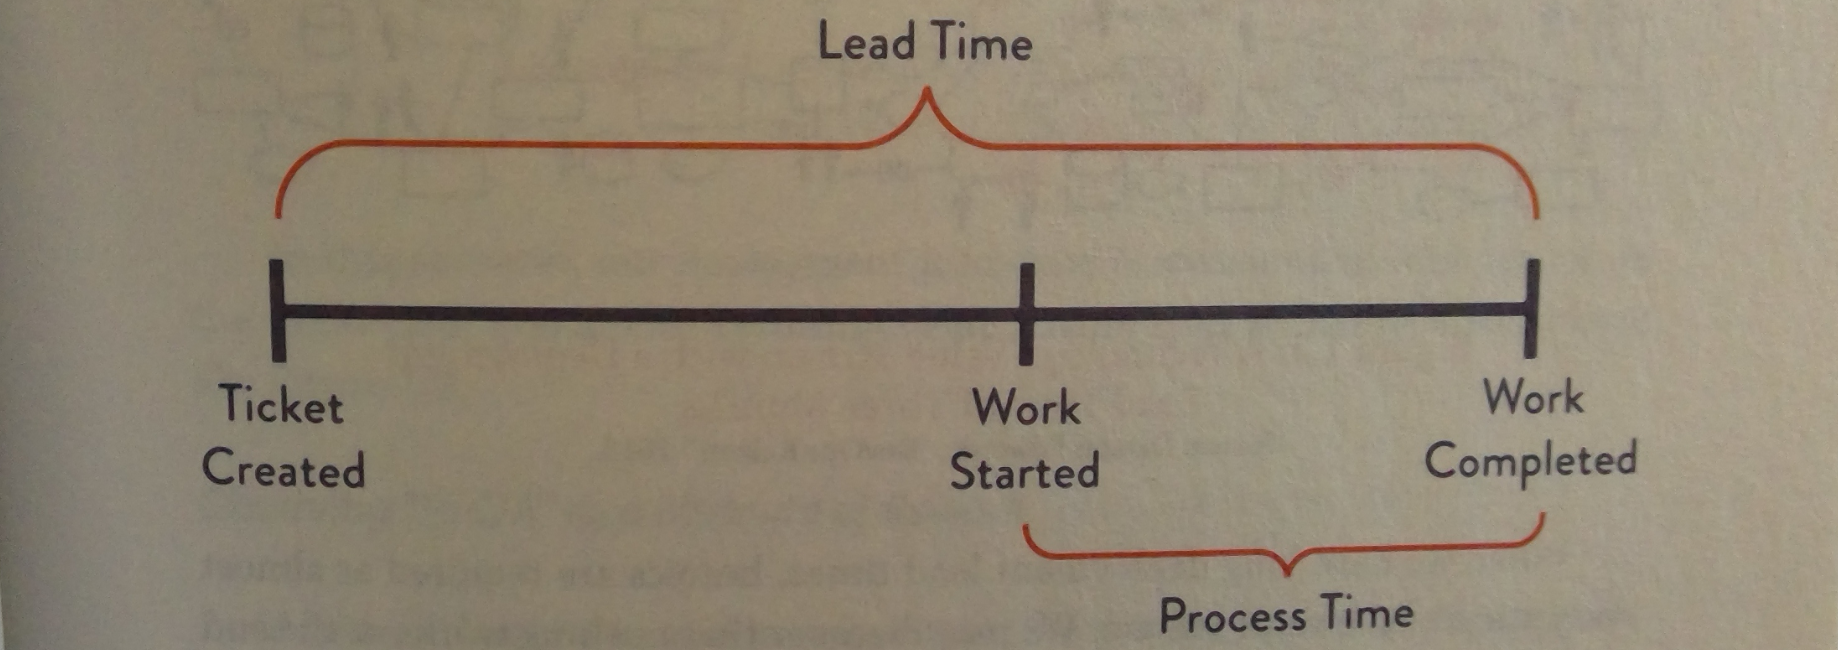 Lead Time
Ticket
Created
Work
Started
Work
Completed
Process Time